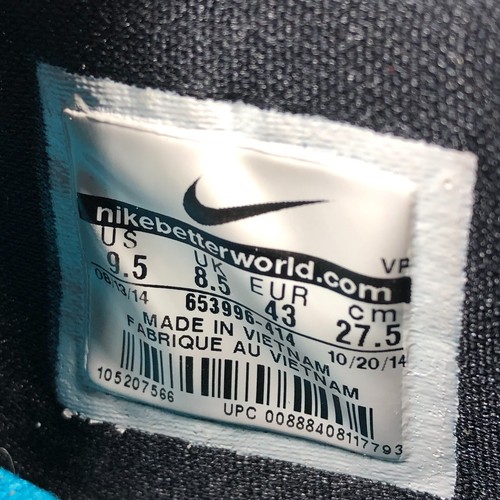 nikebetterworld.com
VP
US UK EUR cm
9.5 8.5 43 27.5
08/13/14 653996-414 10/20/14
MADE IN VIETNAM
FABRIQUE AU VIETNAM
105207566
UPC 00888408117793